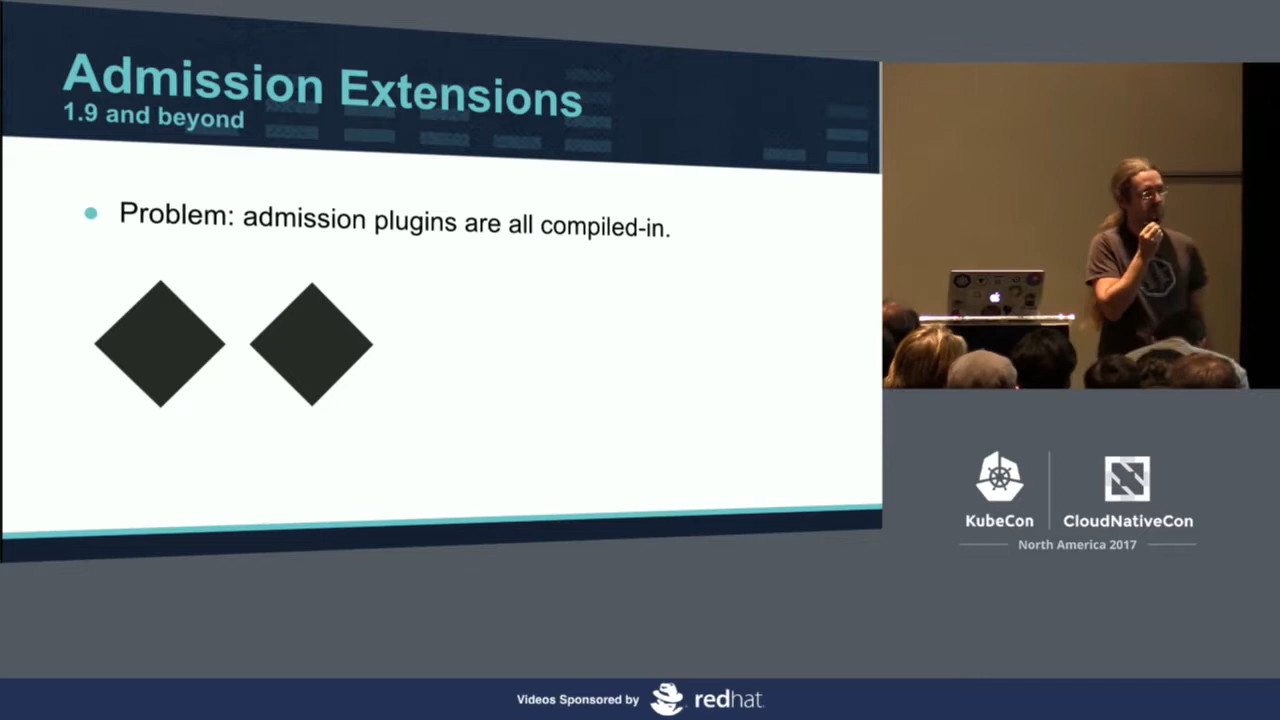 Admission Extensions
1.9 and beyond
Problem: admission plugins are all compiled-in.
KubeCon
CloudNativeCon
North America 2017
Videos Sponsored by
redhat